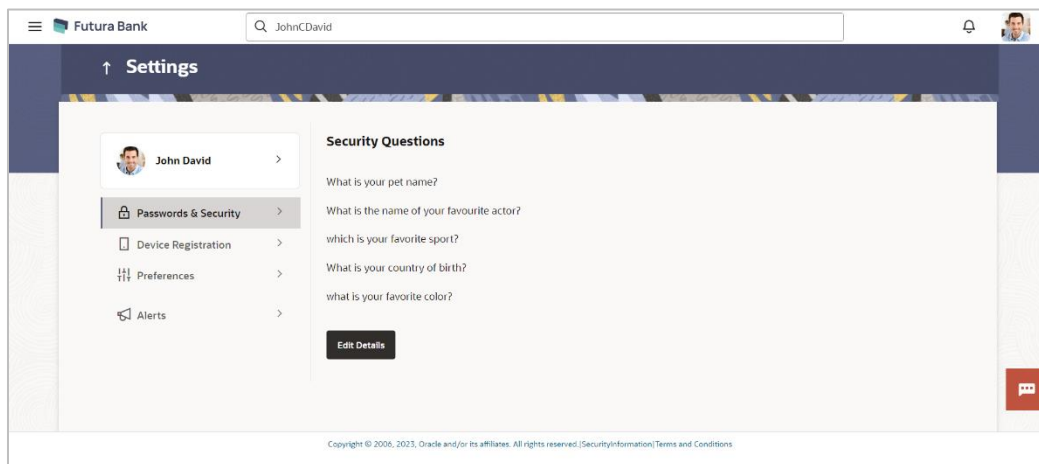 Futura Bank
JohnCDavid
↑ Settings
John David
Passwords & Security
Device Registration
Preferences
Alerts
Security Questions
What is your pet name?
What is the name of your favourite actor?
which is your favorite sport?
What is your country of birth?
what is your favorite color?
Edit Details
Copyright © 2006, 2023, Oracle and/or its affiliates. All rights reserved.|SecurityInformation|Terms and Conditions